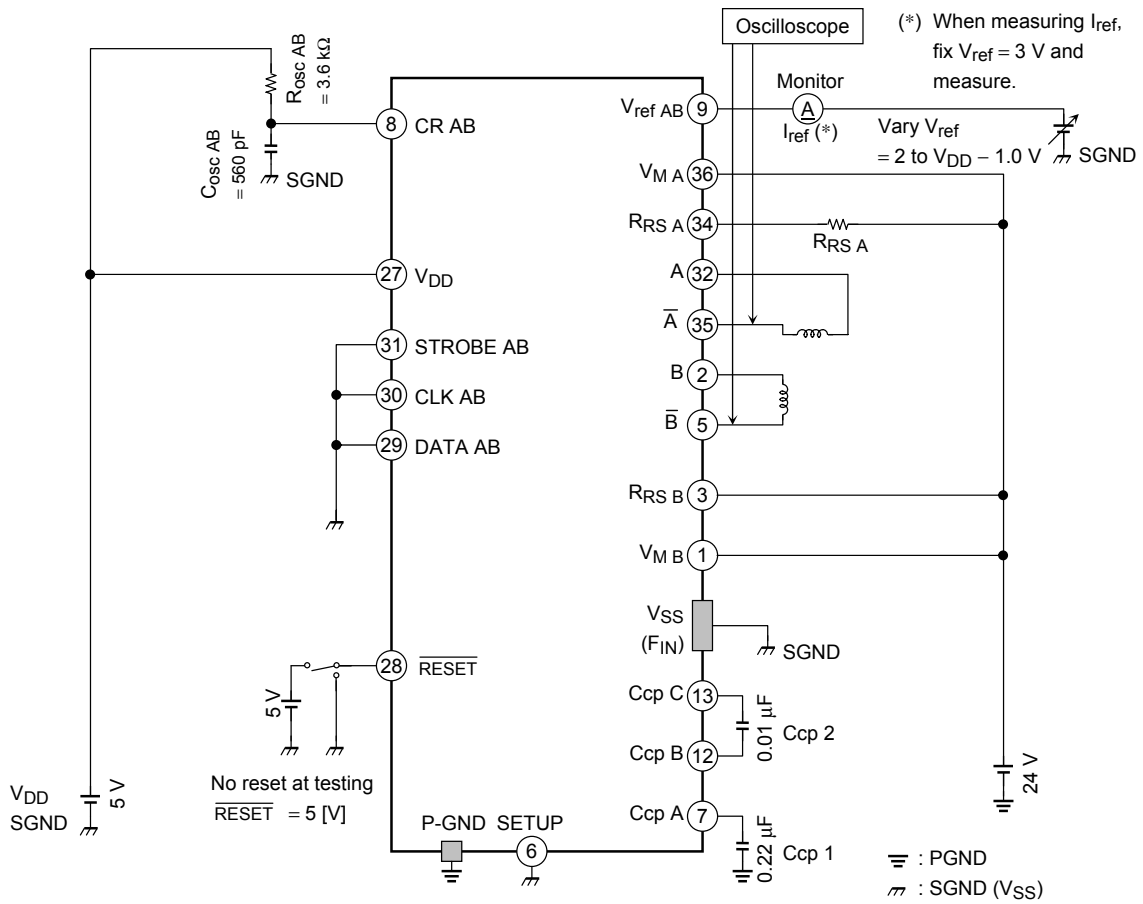 Oscilloscope
(*) When measuring Iref,
fix Vref = 3 V and
measure.
Rosc AB
= 3.6 kΩ
Cosc AB
= 560 pF
SGND
8 CR AB
Vref AB 9
Monitor
A
Iref (*)
Vary Vref
= 2 to VDD − 1.0 V
SGND
VM A 36
RRS A 34
RRS A
A 32
A 35
B 2
B 5
27 VDD
31 STROBE AB
30 CLK AB
29 DATA AB
RRS B 3
VM B 1
VSS
(FIN)
SGND
28 RESET
5 V
No reset at testing
RESET = 5 [V]
Ccp C 13
Ccp B 12
0.01 µF
Ccp 2
Ccp A 7
0.22 µF
Ccp 1
24 V
VDD
SGND
5 V
P-GND SETUP
6
: PGND
: SGND (VSS)